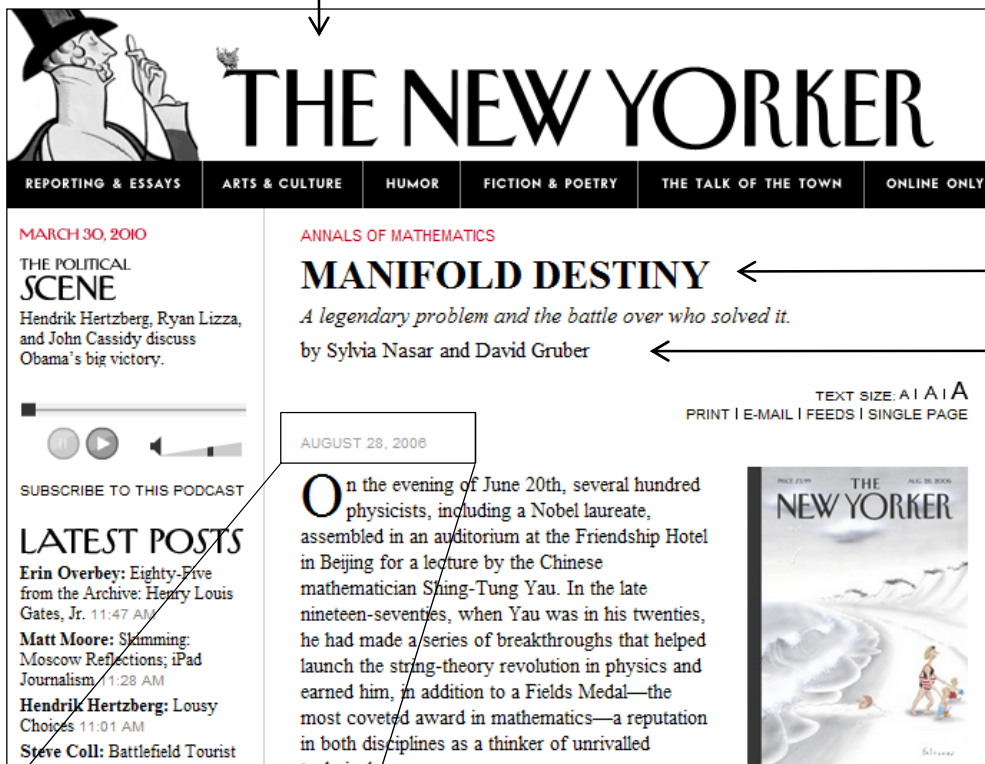 THE NEW YORKER
REPORTING & ESSAYS
ARTS & CULTURE
HUMOR
FICTION & POETRY
THE TALK OF THE TOWN
ONLINE ONLY
MARCH 30, 2010
THE POLITICAL
SCENE
Hendrik Hertzberg, Ryan Lizza,
and John Cassidy discuss
Obama's big victory.
SUBSCRIBE TO THIS PODCAST
LATEST POSTS
Erin Overbey: Eighty-Five
from the Archive: Henry Louis
Gates, Jr. 11:47 AM
Matt Moore: Skimming:
Moscow Reflections; iPad
Journalism 11:28 AM
Hendrik Hertzberg: Lousy
Choices 11:01 AM
Steve Coll: Battlefield Tourist
ANNALS OF MATHEMATICS
MANIFOLD DESTINY
A legendary problem and the battle over who solved it.
by Sylvia Nasar and David Gruber
TEXT SIZE: A | A | A
PRINT | E-MAIL | FEEDS | SINGLE PAGE
AUGUST 28, 2006
On the evening of June 20th, several hundred
physicists, including a Nobel laureate,
assembled in an auditorium at the Friendship Hotel
in Beijing for a lecture by the Chinese
mathematician Shing-Tung Yau. In the late
nineteen-seventies, when Yau was in his twenties,
he had made a series of breakthroughs that helped
launch the string-theory revolution in physics and
earned him, in addition to a Fields Medal—the
most coveted award in mathematics—a reputation
in both disciplines as a thinker of unrivalled
THE
NEW YORKER
AUG. 28, 2006